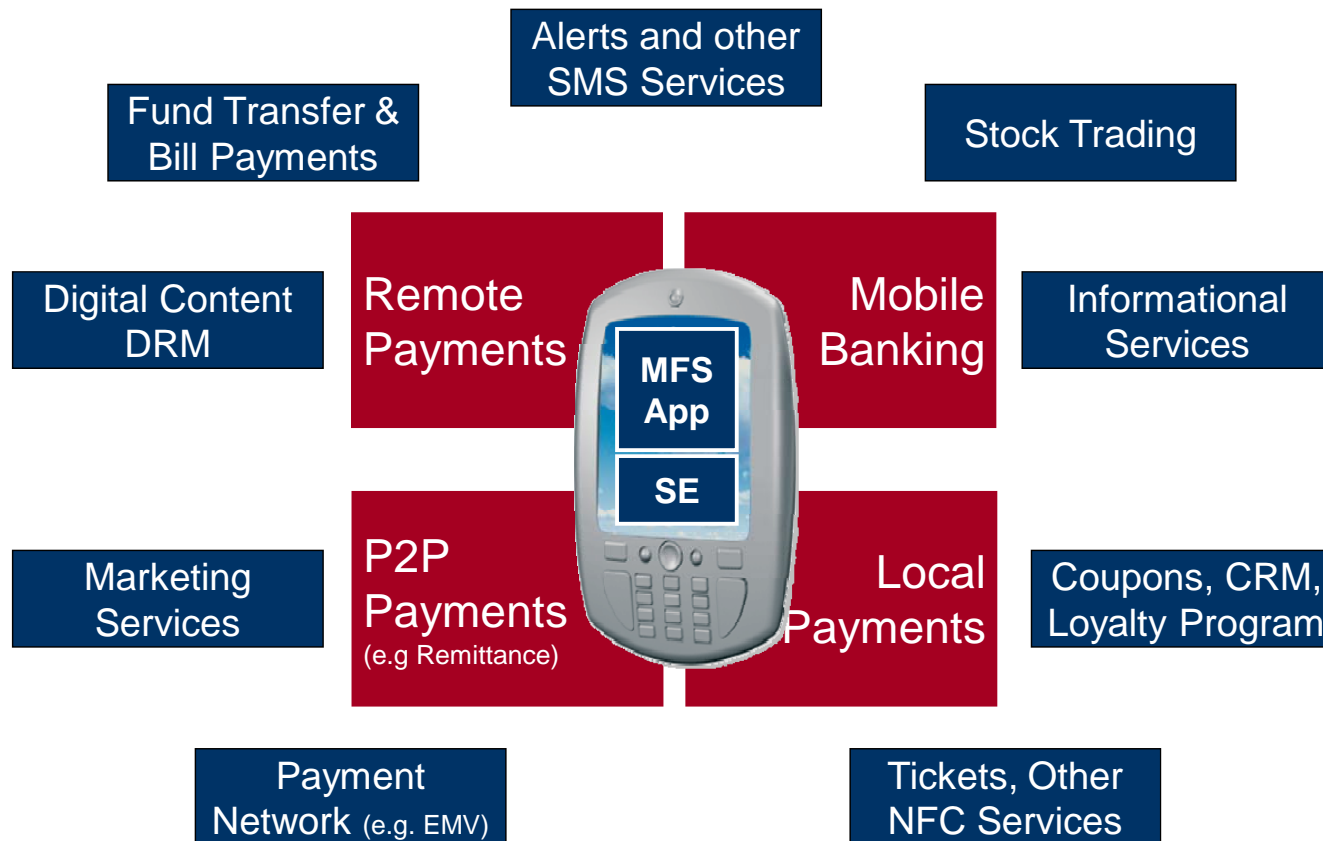 Alerts and other
SMS Services
Fund Transfer &
Bill Payments
Stock Trading
Remote
Payments
Mobile
Banking
Digital Content
DRM
Informational
Services
MFS
App
SE
P2P
Payments
(e.g Remittance)
Local
Payments
Marketing
Services
Coupons, CRM,
Loyalty Program
Payment
Network (e.g. EMV)
Tickets, Other
NFC Services